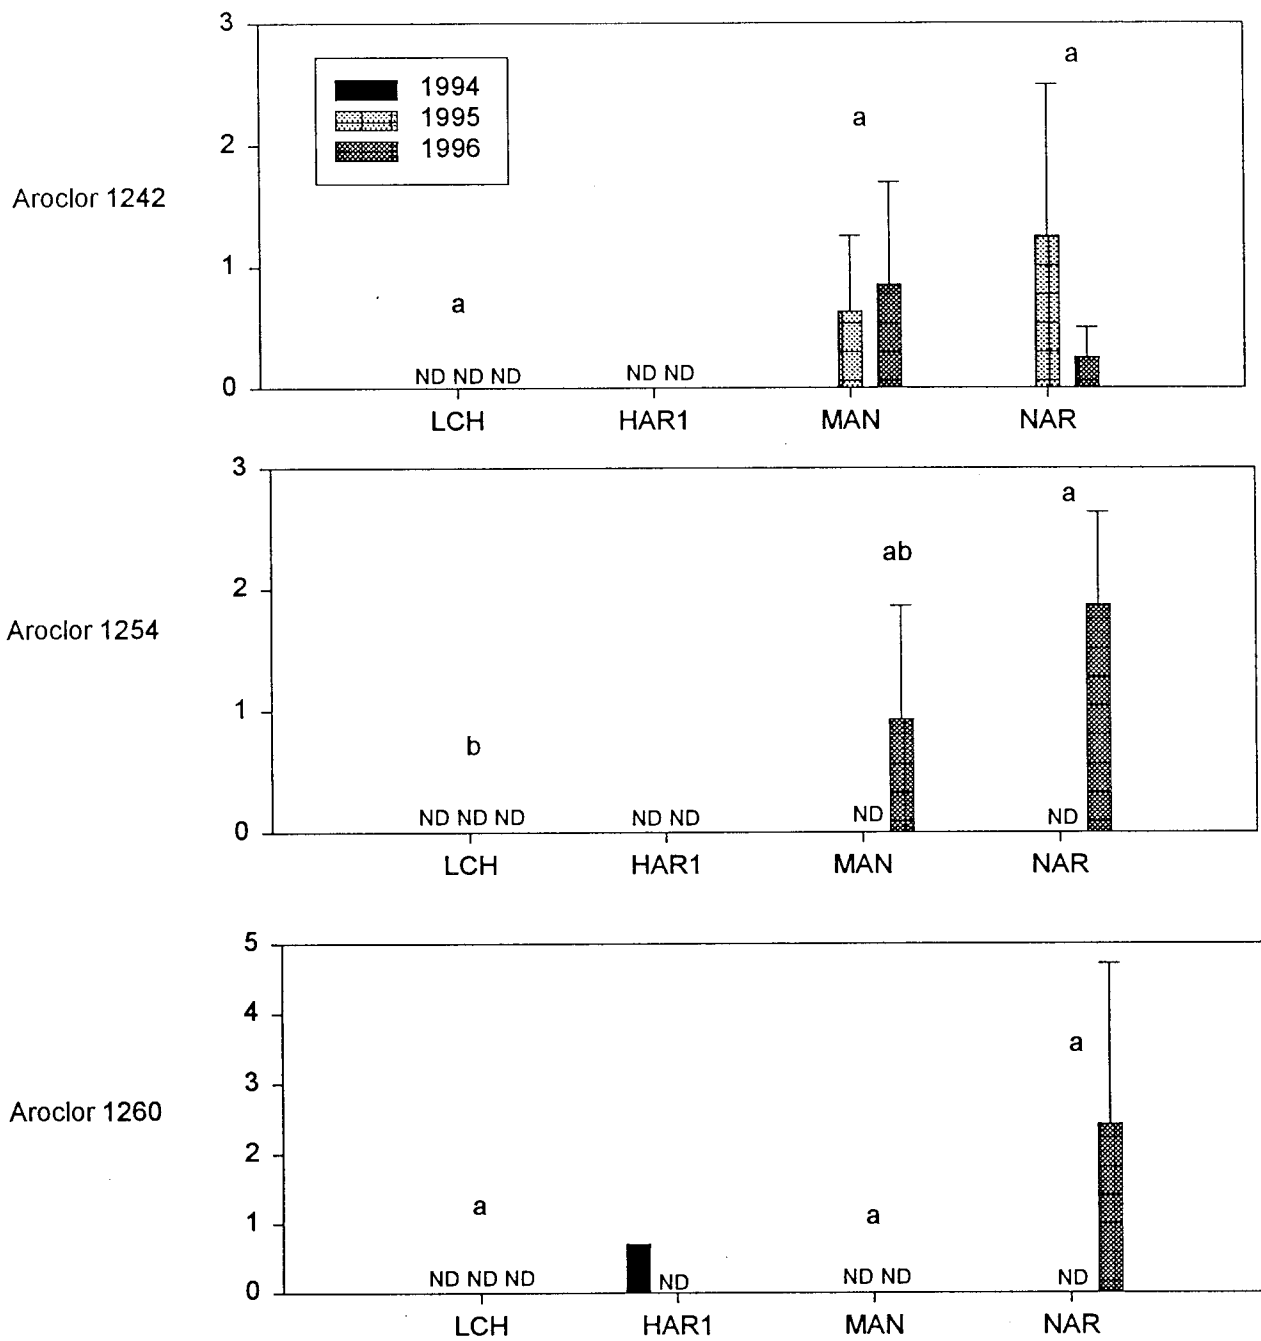 3
1994
1995
1996
a
a
2
Aroclor 1242
1
a
ND ND ND
ND ND
0
LCH
HAR1
MAN
NAR
3
a
ab
2
Aroclor 1254
1
b
ND ND ND
ND ND
ND
ND
0
LCH
HAR1
MAN
NAR
5
4
a
3
Aroclor 1260
2
a
a
1
ND ND ND
ND
ND ND
ND
0
LCH
HAR1
MAN
NAR